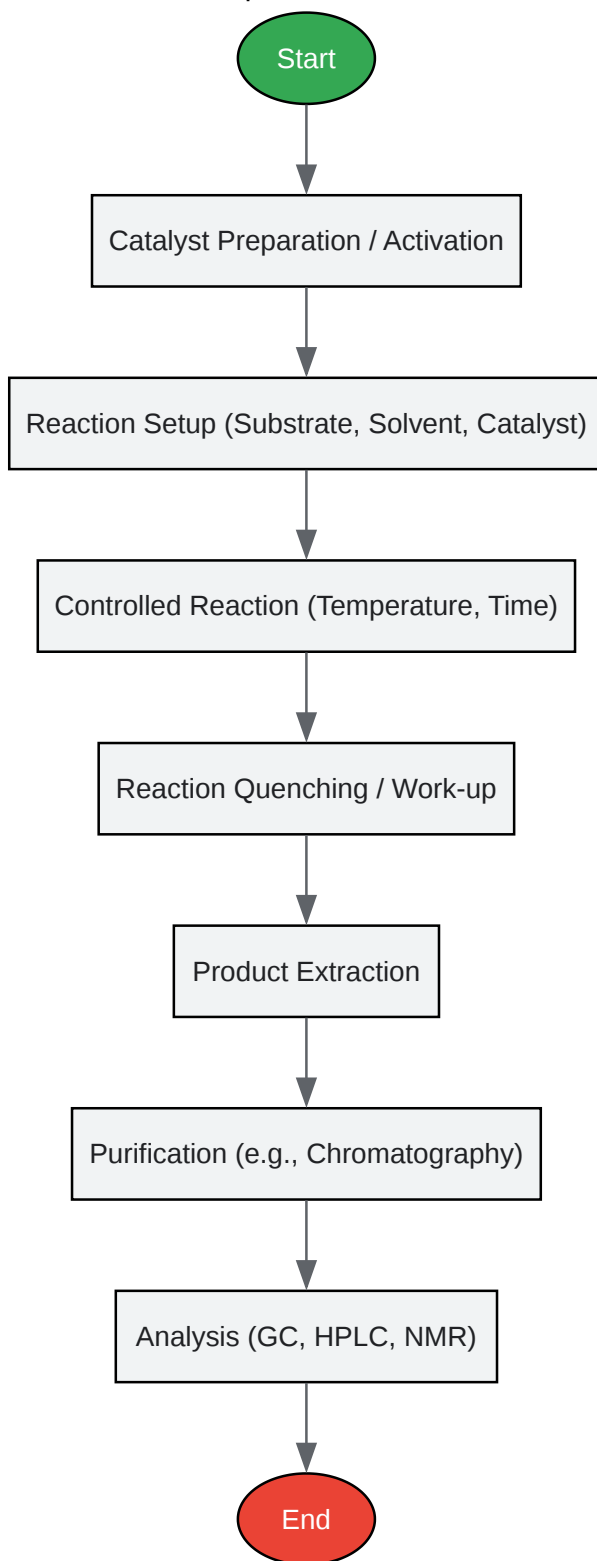 Start
Catalyst Preparation / Activation
Reaction Setup (Substrate, Solvent, Catalyst)
Controlled Reaction (Temperature, Time)
Reaction Quenching / Work-up
Product Extraction
Purification (e.g., Chromatography)
Analysis (GC, HPLC, NMR)
End